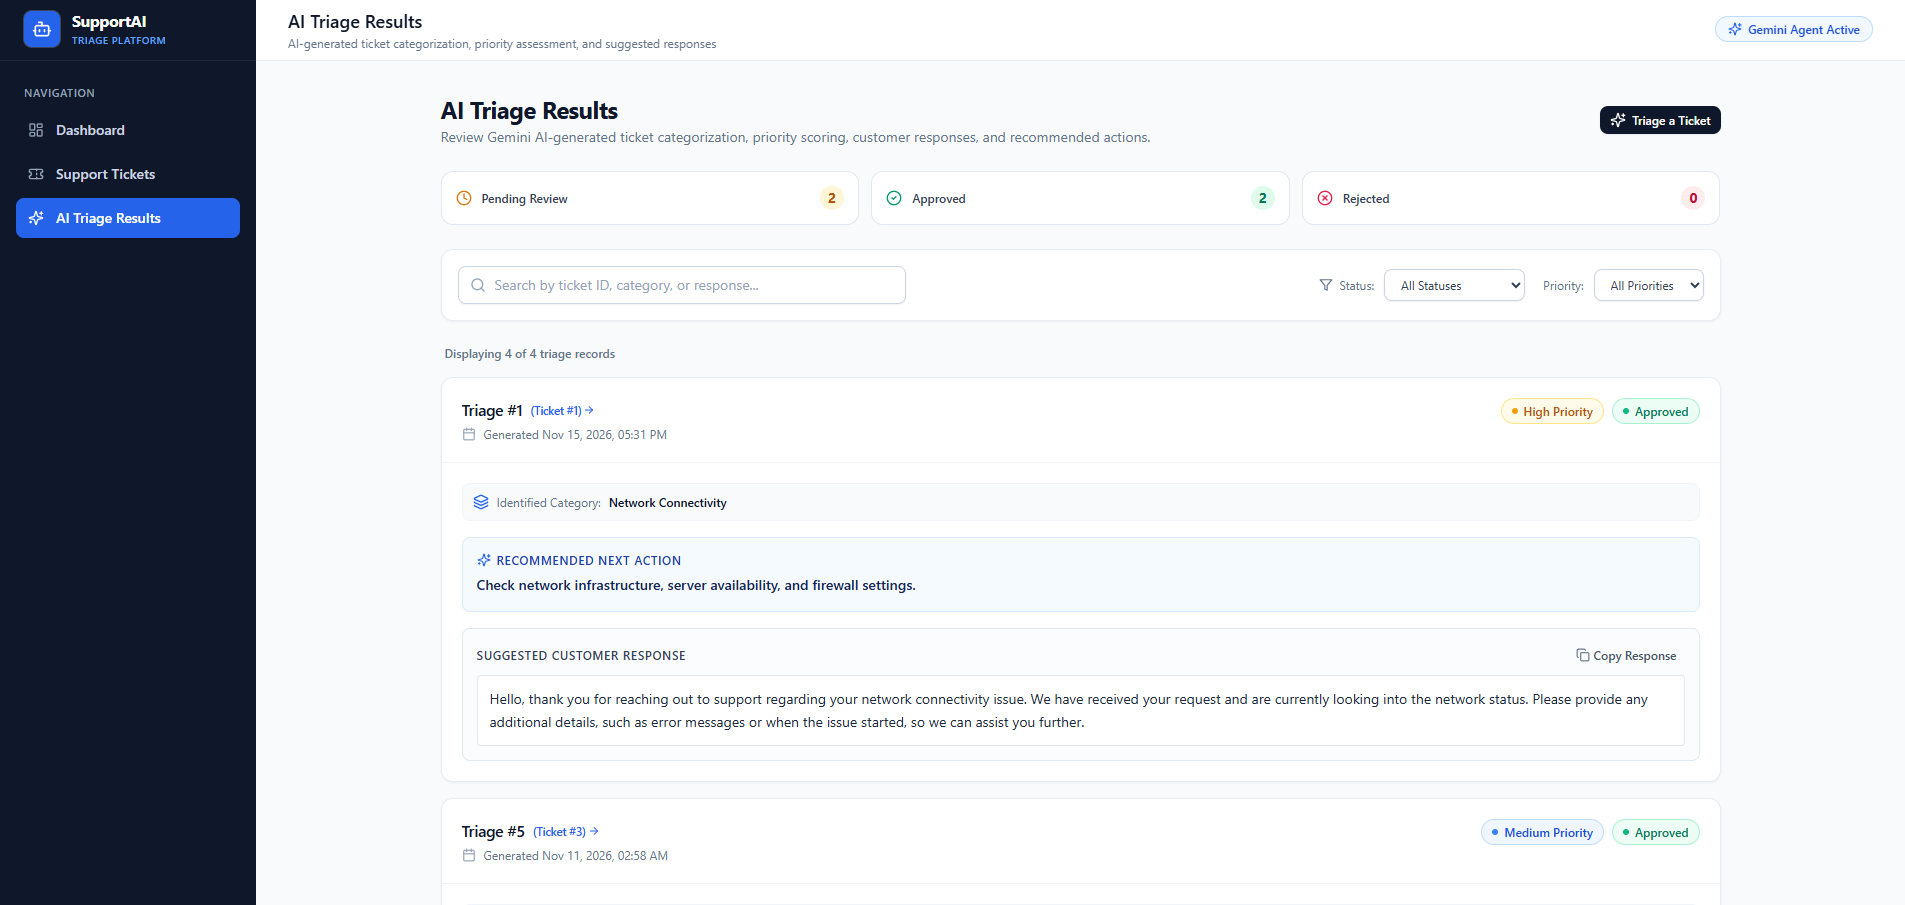 SupportAI
TRIAGE PLATFORM
NAVIGATION
Dashboard
Support Tickets
AI Triage Results
AI Triage Results
AI-generated ticket categorization, priority assessment, and suggested responses
Gemini Agent Active
AI Triage Results
Review Gemini AI-generated ticket categorization, priority scoring, customer responses, and recommended actions.
Triage a Ticket
Pending Review 2
Approved 2
Rejected 0
Search by ticket ID, category, or response...
Status: All Statuses Priority: All Priorities
Displaying 4 of 4 triage records
Triage #1 (Ticket #1) →
High Priority Approved
Generated Nov 15, 2026, 05:31 PM
Identified Category: Network Connectivity
RECOMMENDED NEXT ACTION
Check network infrastructure, server availability, and firewall settings.
SUGGESTED CUSTOMER RESPONSE
Copy Response
Hello, thank you for reaching out to support regarding your network connectivity issue. We have received your request and are currently looking into the network status. Please provide any
additional details, such as error messages or when the issue started, so we can assist you further.
Triage #5 (Ticket #3) →
Medium Priority Approved
Generated Nov 11, 2026, 02:58 AM